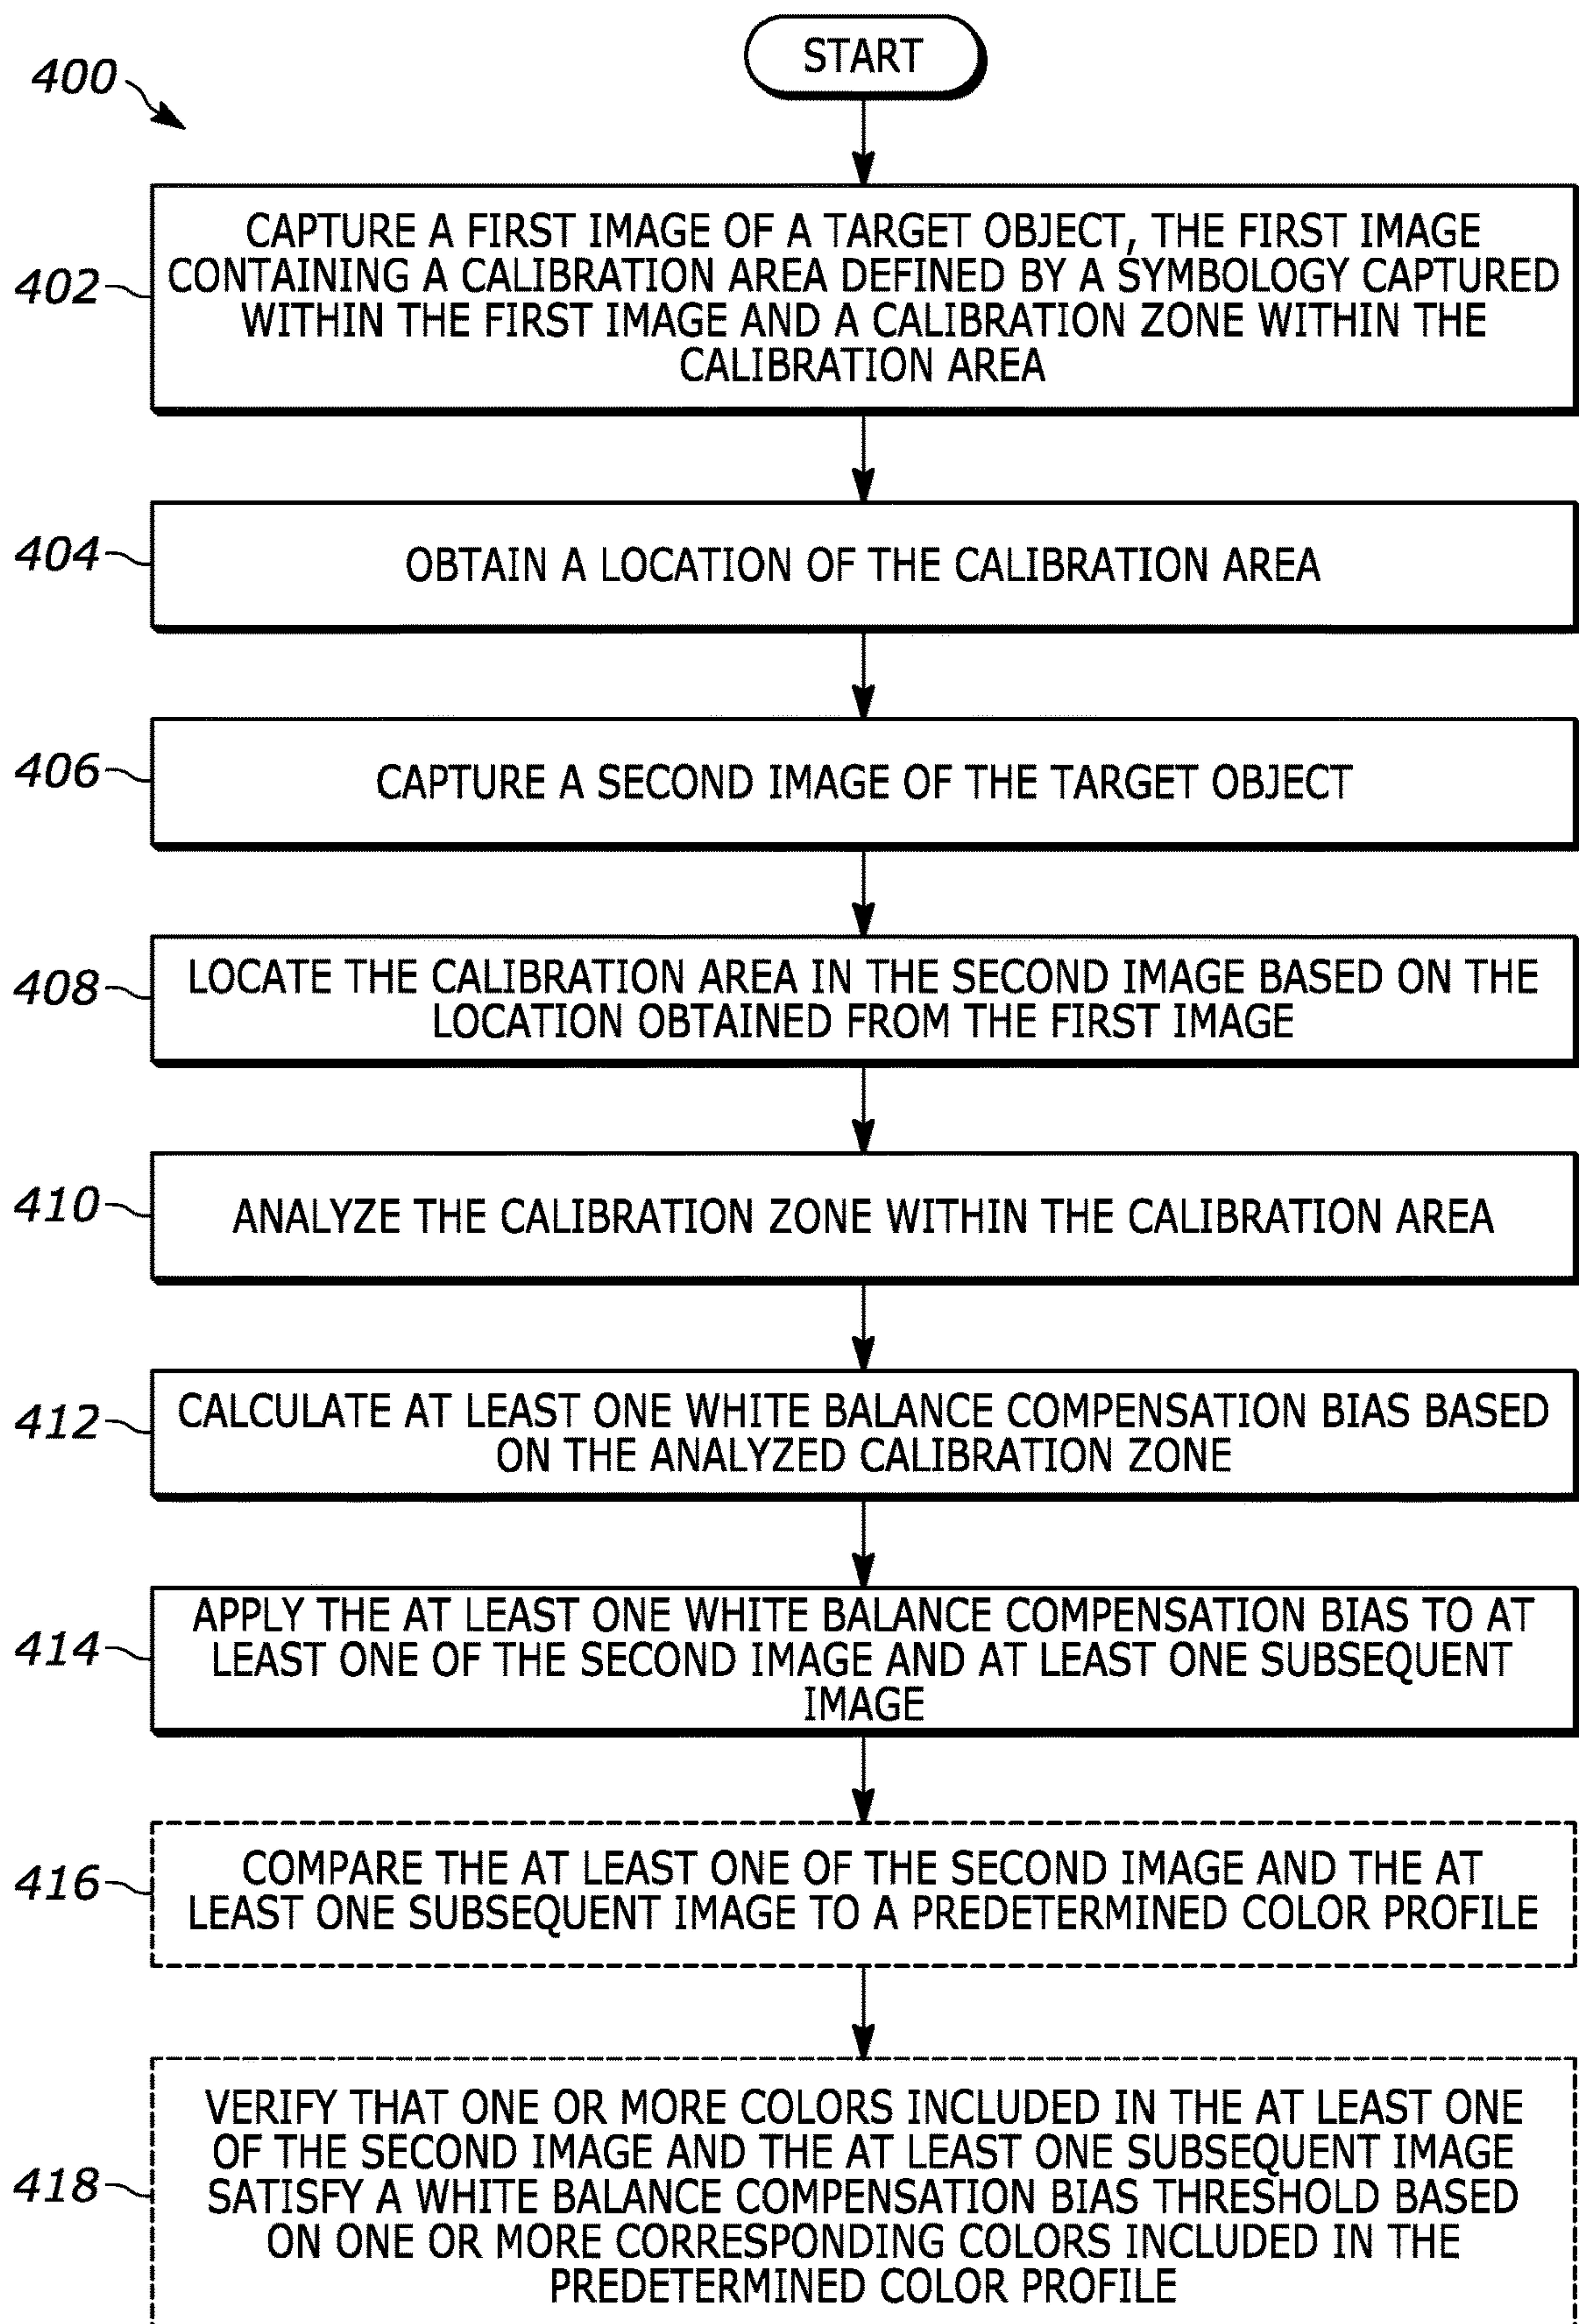 START
400
402
CAPTURE A FIRST IMAGE OF A TARGET OBJECT, THE FIRST IMAGE
CONTAINING A CALIBRATION AREA DEFINED BY A SYMBOLOGY CAPTURED
WITHIN THE FIRST IMAGE AND A CALIBRATION ZONE WITHIN THE
CALIBRATION AREA
404
OBTAIN A LOCATION OF THE CALIBRATION AREA
406
CAPTURE A SECOND IMAGE OF THE TARGET OBJECT
408
LOCATE THE CALIBRATION AREA IN THE SECOND IMAGE BASED ON THE
LOCATION OBTAINED FROM THE FIRST IMAGE
410
ANALYZE THE CALIBRATION ZONE WITHIN THE CALIBRATION AREA
412
CALCULATE AT LEAST ONE WHITE BALANCE COMPENSATION BIAS BASED
ON THE ANALYZED CALIBRATION ZONE
414
APPLY THE AT LEAST ONE WHITE BALANCE COMPENSATION BIAS TO AT
LEAST ONE OF THE SECOND IMAGE AND AT LEAST ONE SUBSEQUENT
IMAGE
416
COMPARE THE AT LEAST ONE OF THE SECOND IMAGE AND THE AT
LEAST ONE SUBSEQUENT IMAGE TO A PREDETERMINED COLOR PROFILE
418
VERIFY THAT ONE OR MORE COLORS INCLUDED IN THE AT LEAST ONE
OF THE SECOND IMAGE AND THE AT LEAST ONE SUBSEQUENT IMAGE
SATISFY A WHITE BALANCE COMPENSATION BIAS THRESHOLD BASED
ON ONE OR MORE CORRESPONDING COLORS INCLUDED IN THE
PREDETERMINED COLOR PROFILE